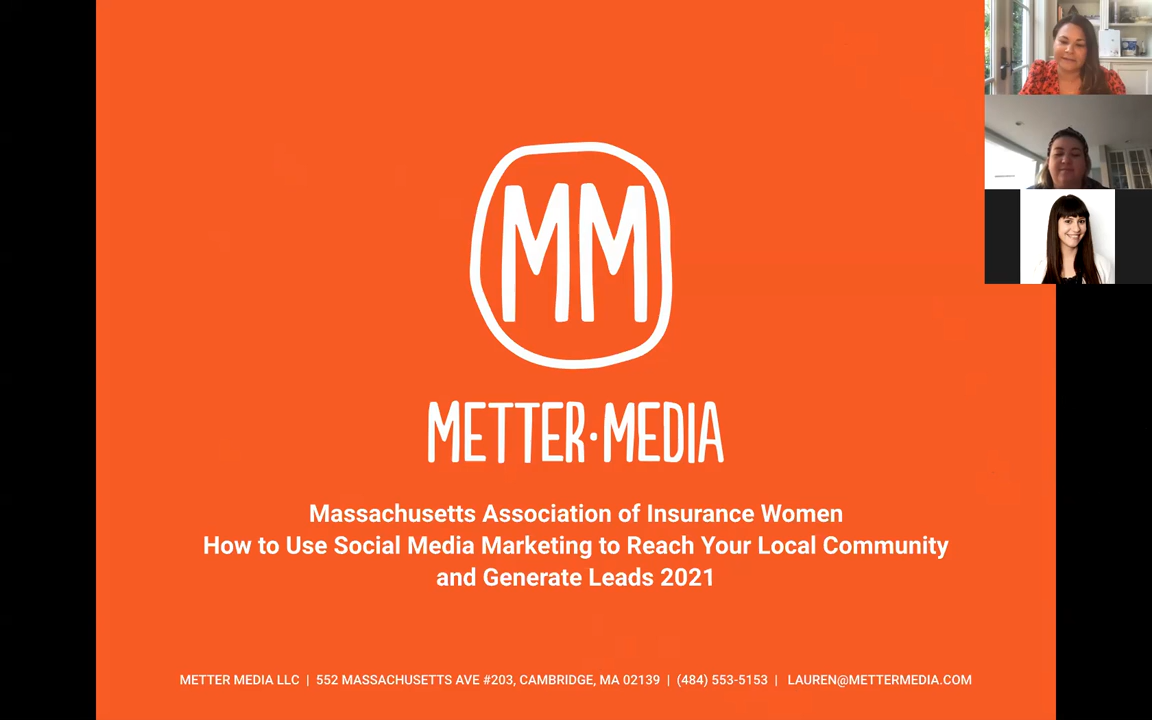 MM
METTER·MEDIA
Massachusetts Association of Insurance Women
How to Use Social Media Marketing to Reach Your Local Community
and Generate Leads 2021
METTER MEDIA LLC | 552 MASSACHUSETTS AVE #203, CAMBRIDGE, MA 02139 | (484) 553-5153 | LAUREN@METTERMEDIA.COM